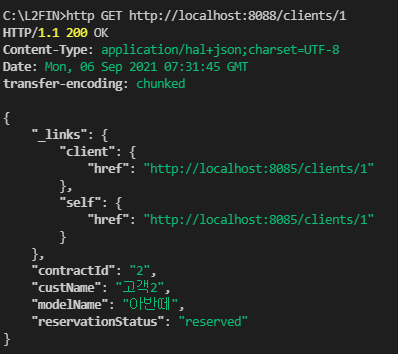 C:\L2FIN>http GET http://localhost:8088/clients/1
HTTP/1.1 200 OK
Content-Type: application/hal+json;charset=UTF-8
Date: Mon, 06 Sep 2021 07:31:45 GMT
transfer-encoding: chunked

{
    "_links": {
        "client": {
            "href": "http://localhost:8085/clients/1"
        },
        "self": {
            "href": "http://localhost:8085/clients/1"
        }
    },
    "contractId": "2",
    "custName": "고객2",
    "modelName": "아반떼",
    "reservationStatus": "reserved"
}